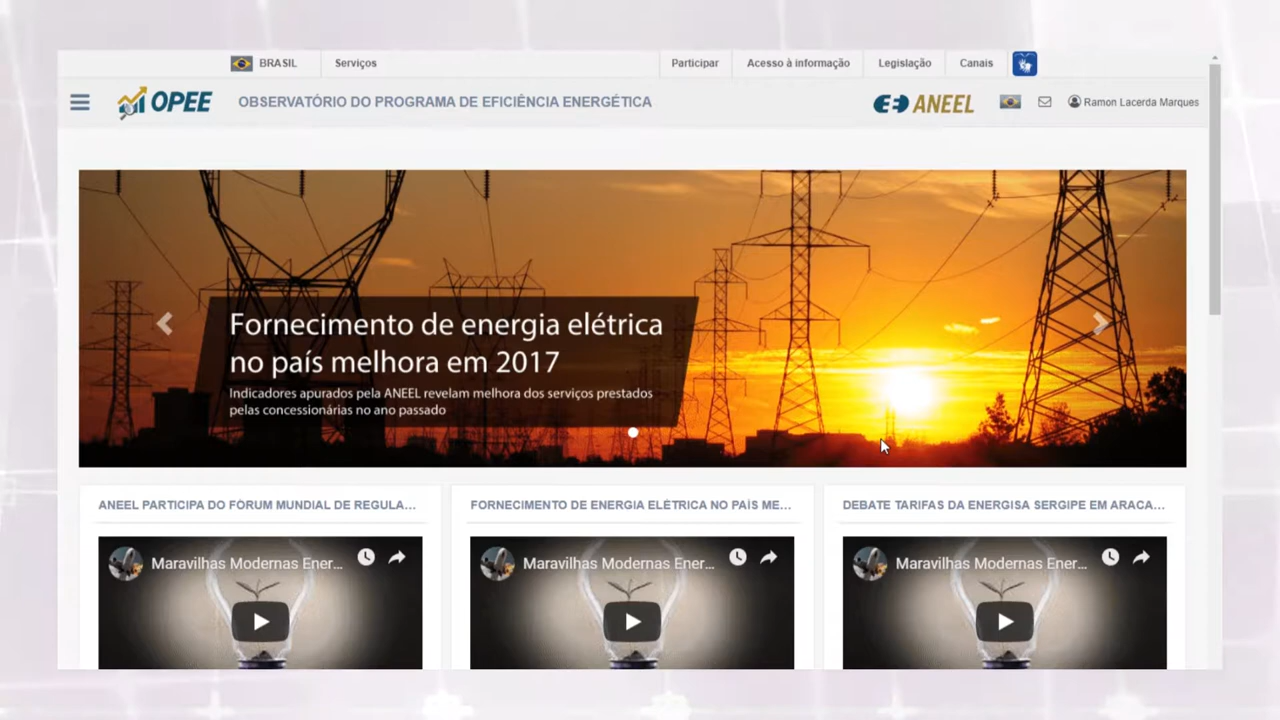 BRASIL
Serviços
Participar
Acesso à informação
Legislação
Canais
OPEE
OBSERVATÓRIO DO PROGRAMA DE EFICIÊNCIA ENERGÉTICA
ANEEL
Ramon Lacerda Marques
Fornecimento de energia elétrica
no país melhora em 2017
Indicadores apurados pela ANEEL revelam melhora dos serviços prestados
pelas concessionárias no ano passado
ANEEL PARTICIPA DO FÓRUM MUNDIAL DE REGULA...
FORNECIMENTO DE ENERGIA ELÉTRICA NO PAÍS ME...
DEBATE TARIFAS DA ENERGISA SERGIPE EM ARACA...
Maravilhas Modernas Ener...
Maravilhas Modernas Ener...
Maravilhas Modernas Ener...